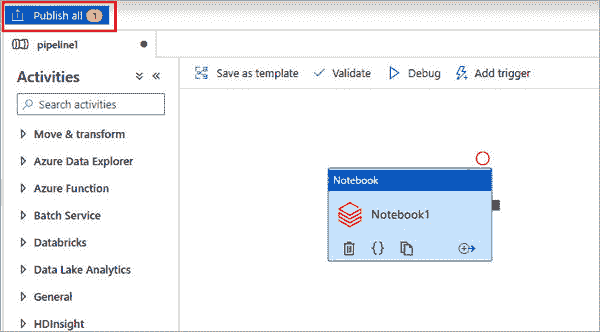 Publish all 1
pipeline1
Activities
Save as template Validate Debug Add trigger
Search activities
Move & transform
Azure Data Explorer
Azure Function
Batch Service
Databricks
Data Lake Analytics
General
HDInsight
Notebook
Notebook1